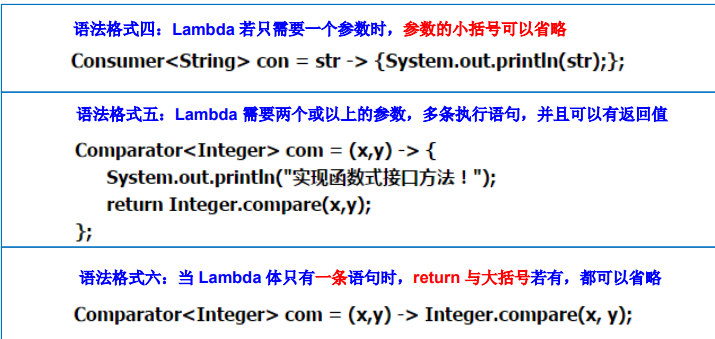 语法格式四：Lambda 若只需要一个参数时，参数的小括号可以省略
Consumer<String> con = str -> {System.out.println(str);};
语法格式五：Lambda 需要两个或以上的参数，多条执行语句，并且可以有返回值
Comparator<Integer> com = (x,y) -> {
System.out.println("实现函数式接口方法！");
return Integer.compare(x,y);
};
语法格式六：当 Lambda 体只有一条语句时，return 与大括号若有，都可以省略
Comparator<Integer> com = (x,y) -> Integer.compare(x, y);